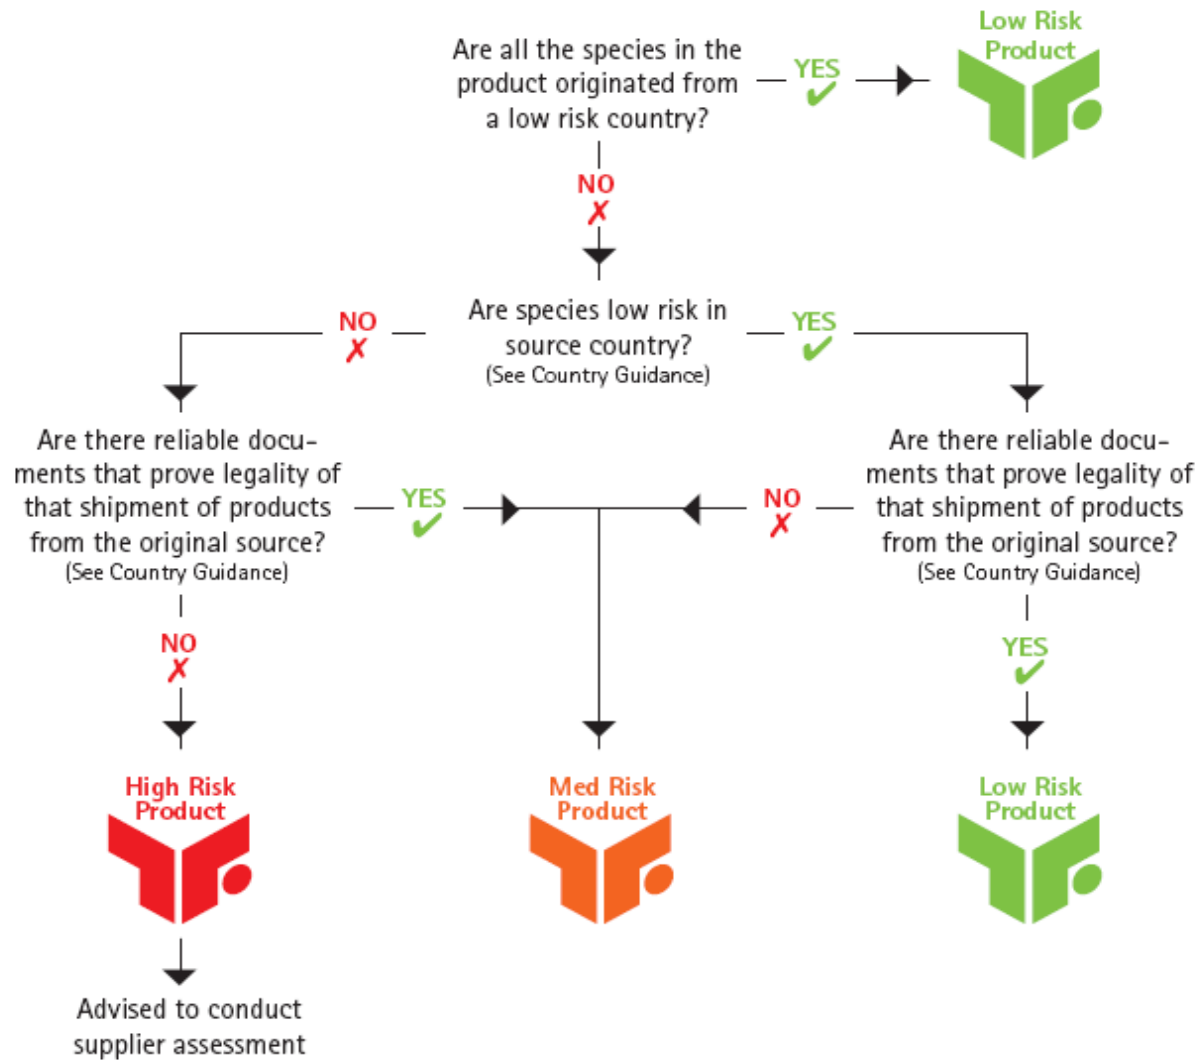 Are all the species in the
product originated from
a low risk country?
YES
Low Risk
Product
NO
Are species low risk in
source country?
(See Country Guidance)
NO
YES
Are there reliable docu-
ments that prove legality of
that shipment of products
from the original source?
(See Country Guidance)
YES
NO
Are there reliable docu-
ments that prove legality of
that shipment of products
from the original source?
(See Country Guidance)
NO
YES
High Risk
Product
Med Risk
Product
Low Risk
Product
Advised to conduct
supplier assessment